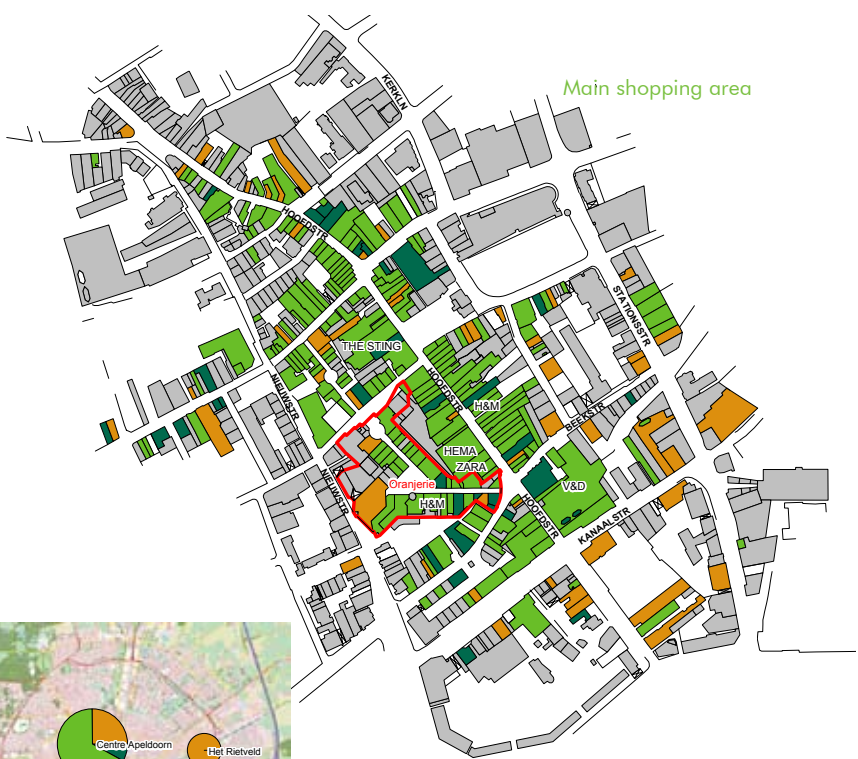 Main shopping area
KERKLN
HOOFDSTR
STATIONSSTR
THE STING
HOOFDSTR
NIEUWSTR
H&M
BEEKSTR
HEMA
ZARA
NIEUWSTR
Oranjerie
V&D
H&M
HOOFDSTR
KANAALSTR
Centre Apeldoorn
Het Rietveld